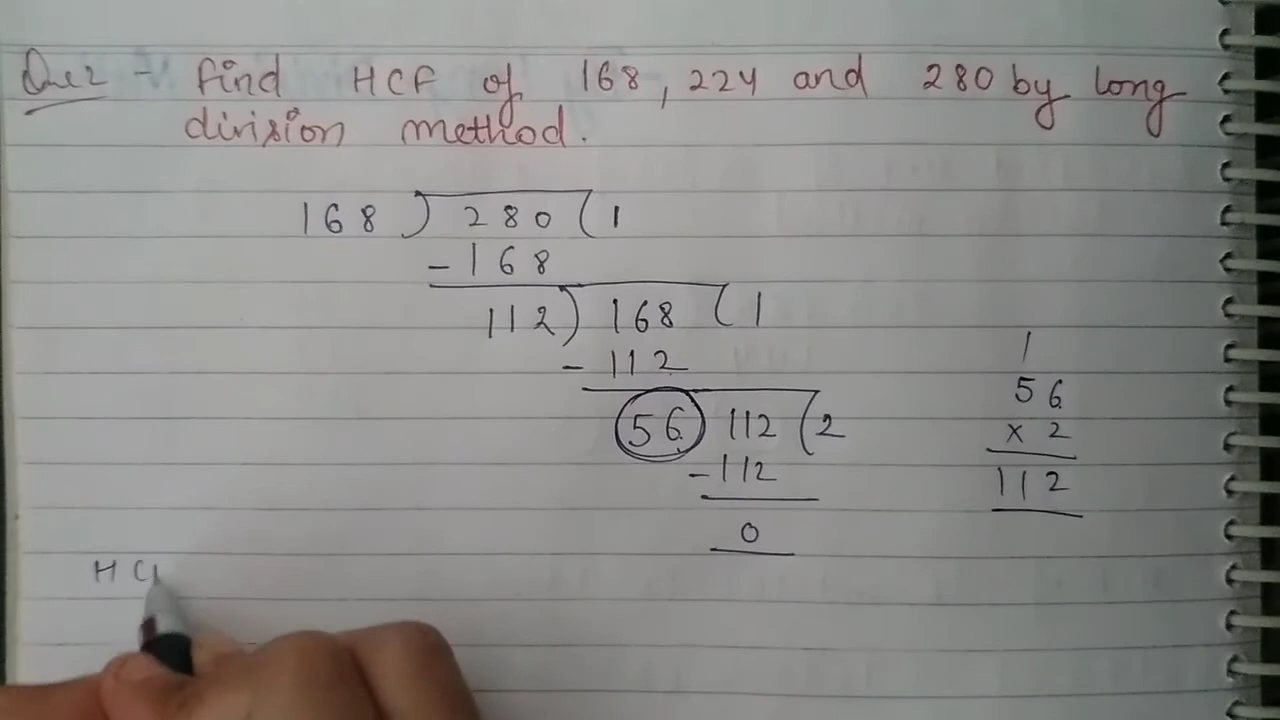 Que 2 - Find HCF of 168, 224 and 280 by long
division method.
168 ) 280 ( 1
- 168
112 ) 168 ( 1
- 112
1
56
56 ) 112 ( 2
x 2
- 112
112
0
HC